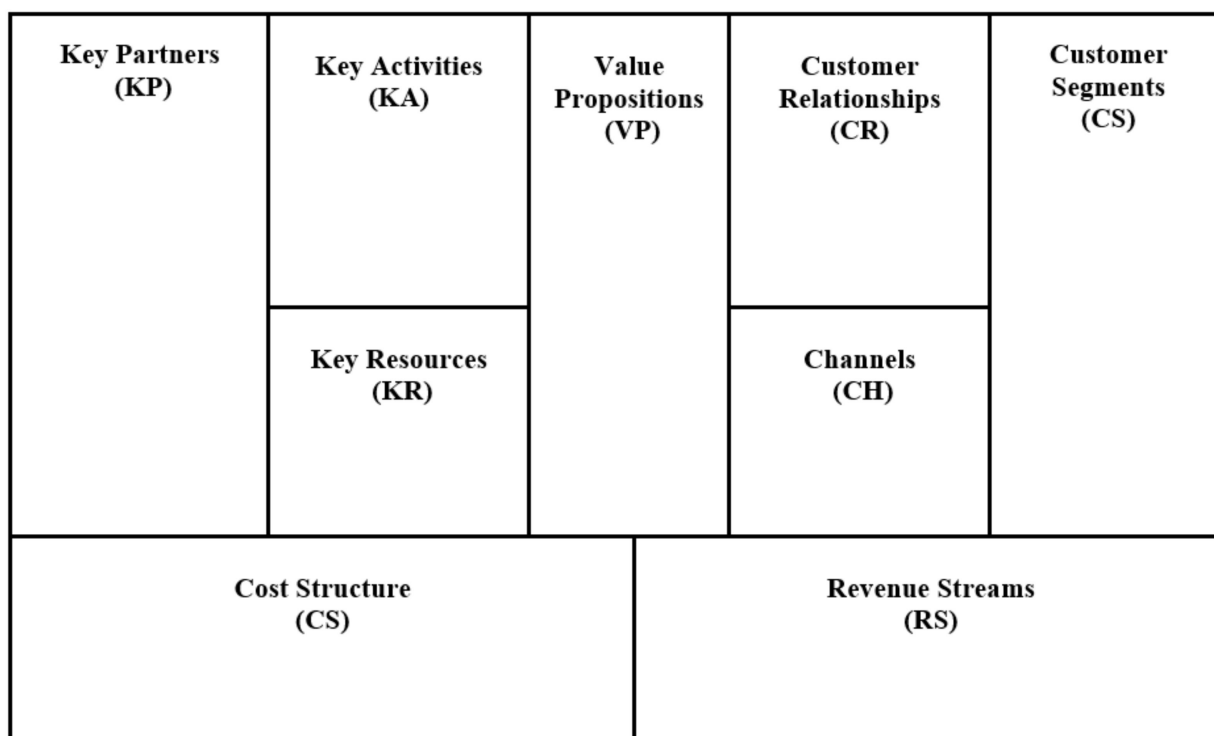 Key Partners
(KP)
Key Activities
(KA)
Value
Propositions
(VP)
Customer
Relationships
(CR)
Customer
Segments
(CS)
Key Resources
(KR)
Channels
(CH)
Cost Structure
(CS)
Revenue Streams
(RS)